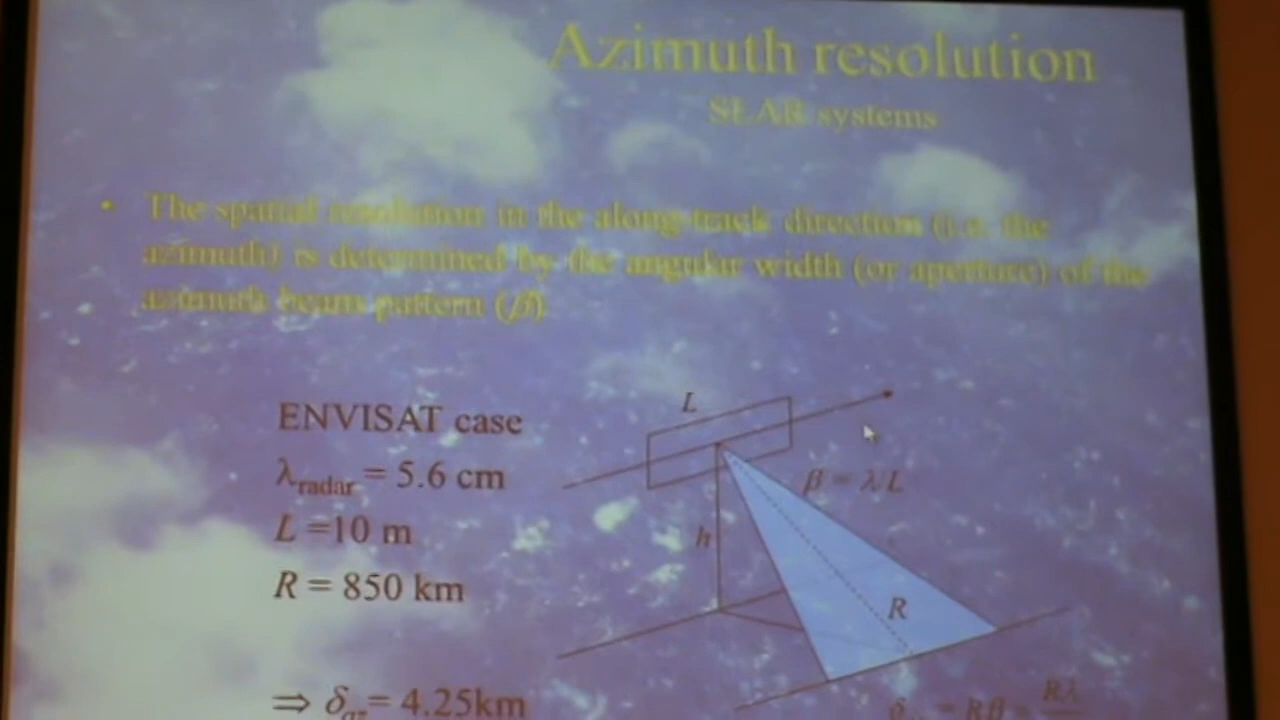 Azimuth resolution
SLAR systems
• The spatial resolution in the along-track direction (i.e. the
azimuth) is determined by the angular width (or aperture) of the
azimuth beam pattern (β).
ENVISAT case
λradar = 5.6 cm
L =10 m
R = 850 km
⇒ δaz= 4.25km
L
β = λ/L
h
R
= Rβ = Rλ